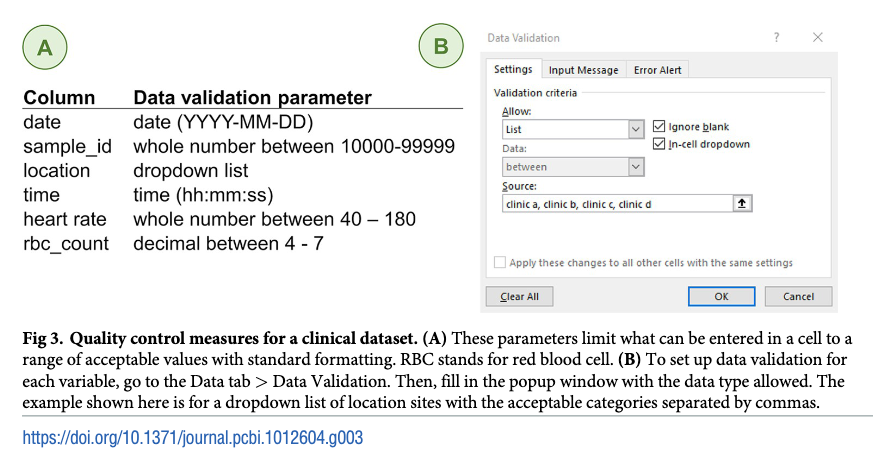 A
Column Data validation parameter
date date (YYYY-MM-DD)
sample_id whole number between 10000-99999
location dropdown list
time time (hh:mm:ss)
heart rate whole number between 40 – 180
rbc_count decimal between 4 - 7
B
Data Validation ? ×
Settings Input Message Error Alert
Validation criteria
Allow:
List Ignore blank
In-cell dropdown
Data:
between
Source:
clinic a, clinic b, clinic c, clinic d
Apply these changes to all other cells with the same settings
Clear All OK Cancel
Fig 3. Quality control measures for a clinical dataset. (A) These parameters limit what can be entered in a cell to a
range of acceptable values with standard formatting. RBC stands for red blood cell. (B) To set up data validation for
each variable, go to the Data tab > Data Validation. Then, fill in the popup window with the data type allowed. The
example shown here is for a dropdown list of location sites with the acceptable categories separated by commas.
https://doi.org/10.1371/journal.pcbi.1012604.g003